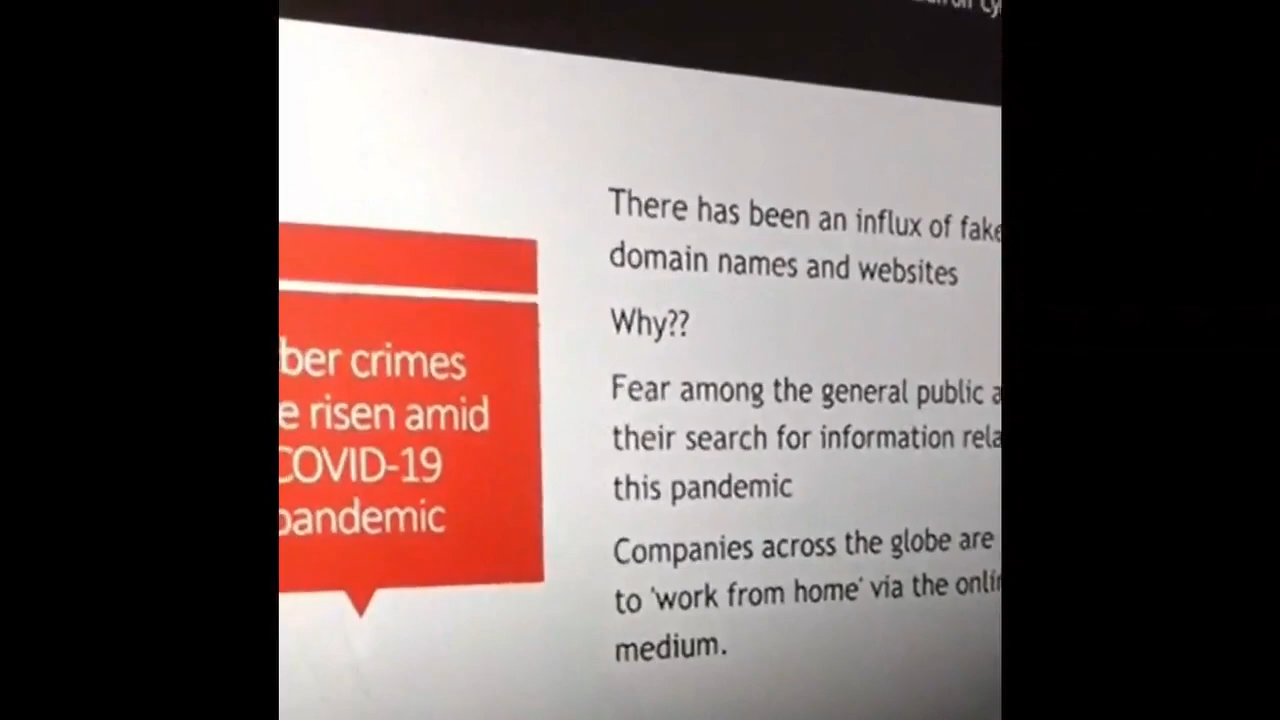 ber crimes
e risen amid
COVID-19
pandemic
There has been an influx of fake
domain names and websites
Why??
Fear among the general public a
their search for information rela
this pandemic
Companies across the globe are
to 'work from home' via the onlin
medium.